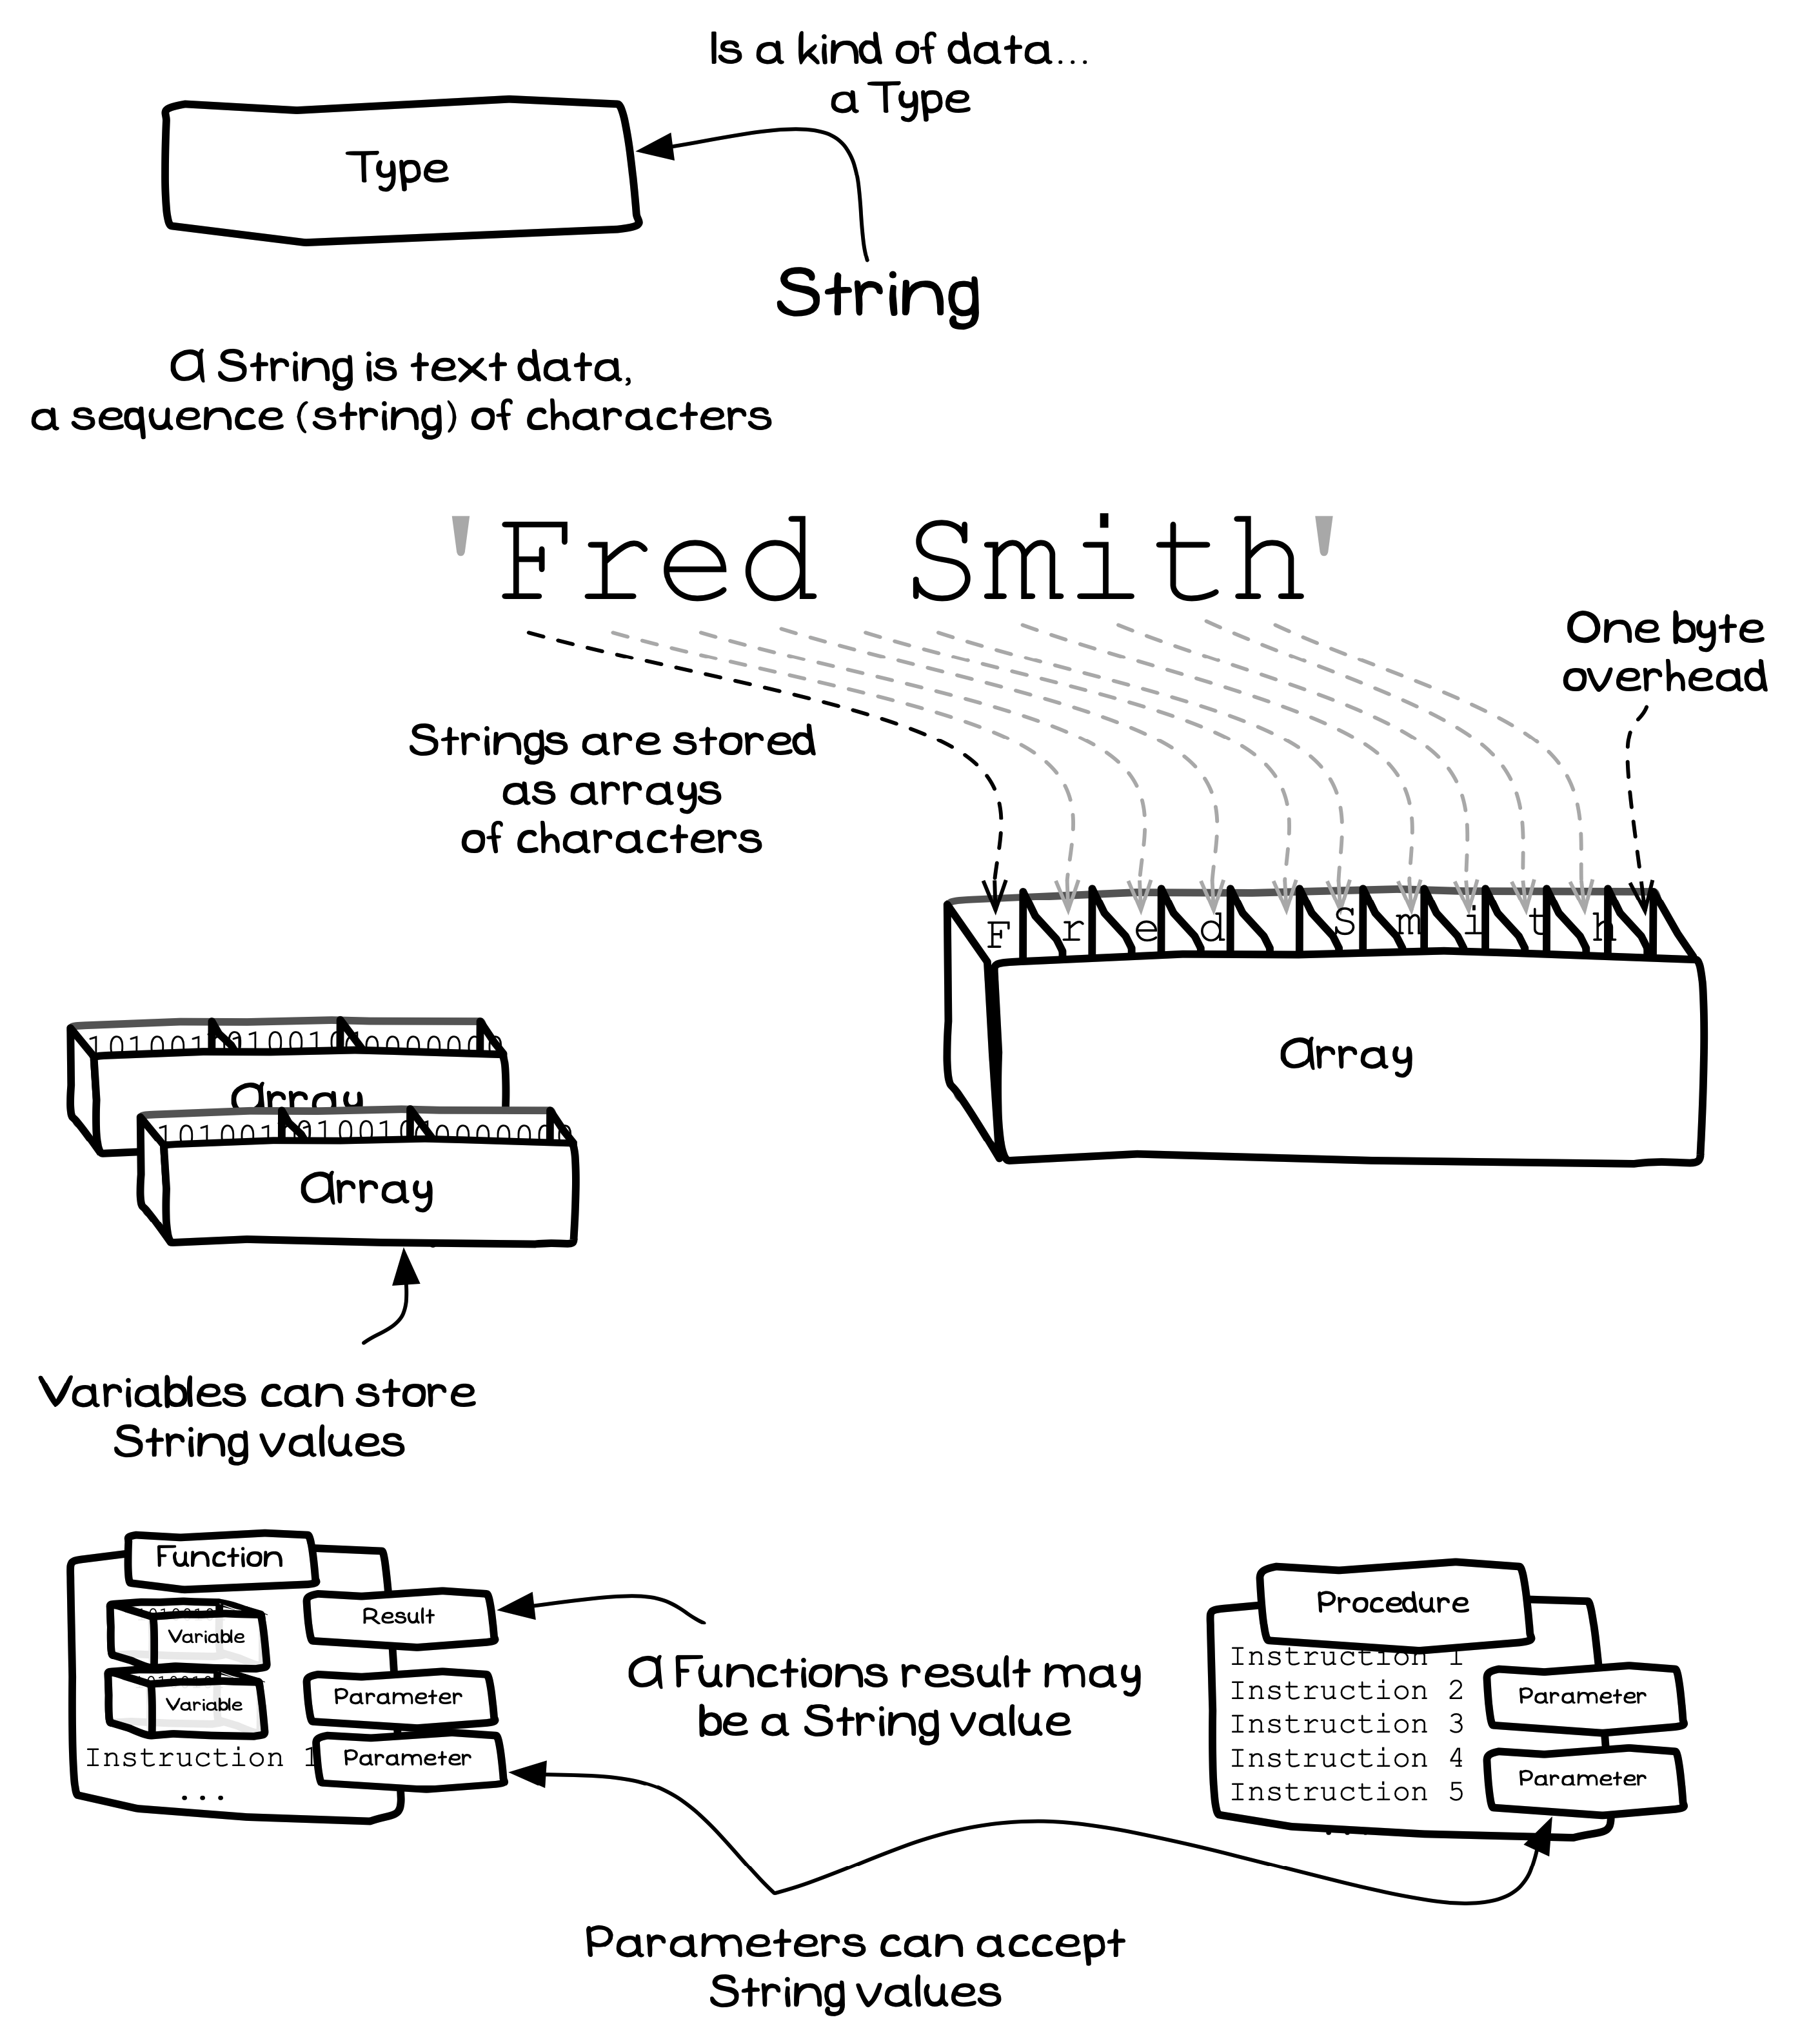 Is a kind of data...
a Type
Type
String
A String is text data,
a sequence (string) of characters
'Fred Smith'
One byte
overhead
Strings are stored
as arrays
of characters
F r e d S m i t h
Array
Array
Array
Variables can store
String values
Function
Variable
Variable
Instruction 1
...
Result
Parameter
Parameter
A Functions result may
be a String value
Procedure
Instruction 1
Instruction 2
Instruction 3
Instruction 4
Instruction 5
...
Parameter
Parameter
Parameters can accept
String values